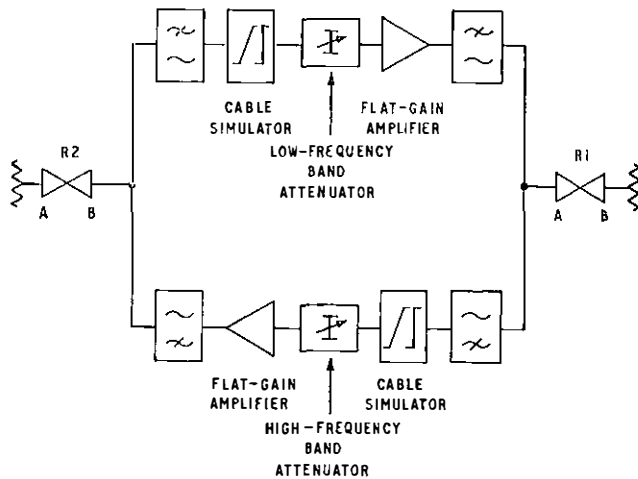 CABLE
SIMULATOR
FLAT-GAIN
AMPLIFIER
LOW-FREQUENCY
BAND
ATTENUATOR
R2
A B
R1
A B
FLAT-GAIN
AMPLIFIER
CABLE
SIMULATOR
HIGH-FREQUENCY
BAND
ATTENUATOR